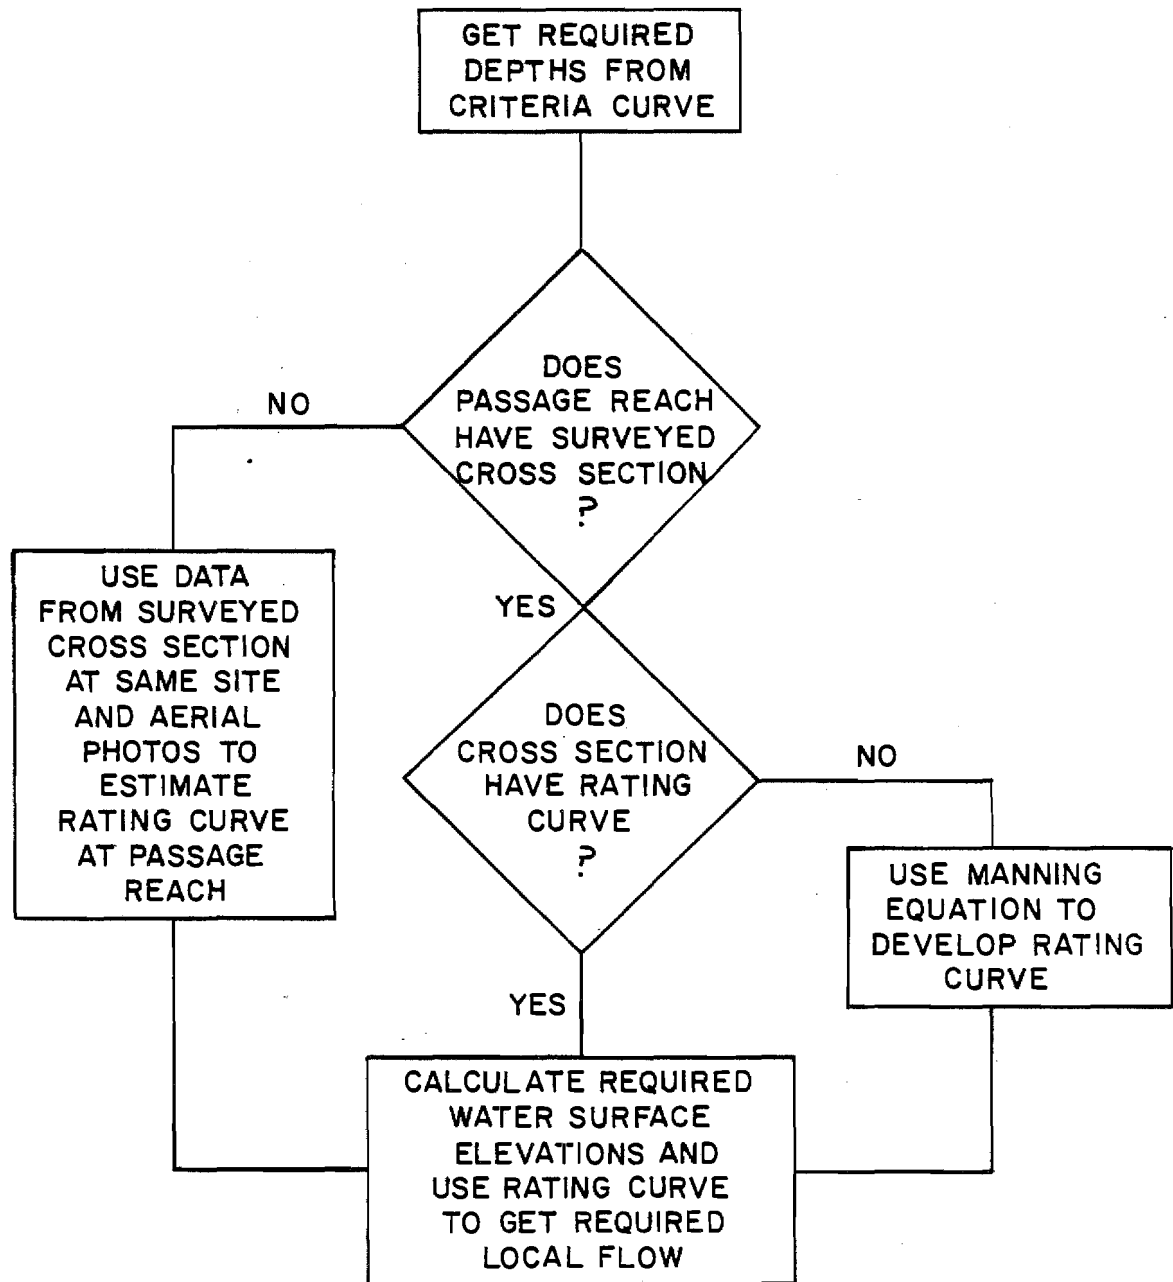 GET REQUIRED
DEPTHS FROM
CRITERIA CURVE
DOES
PASSAGE REACH
HAVE SURVEYED
CROSS SECTION
?
NO
YES
USE DATA
FROM SURVEYED
CROSS SECTION
AT SAME SITE
AND AERIAL
PHOTOS TO
ESTIMATE
RATING CURVE
AT PASSAGE
REACH
DOES
CROSS SECTION
HAVE RATING
CURVE
?
NO
USE MANNING
EQUATION TO
DEVELOP RATING
CURVE
YES
CALCULATE REQUIRED
WATER SURFACE
ELEVATIONS AND
USE RATING CURVE
TO GET REQUIRED
LOCAL FLOW